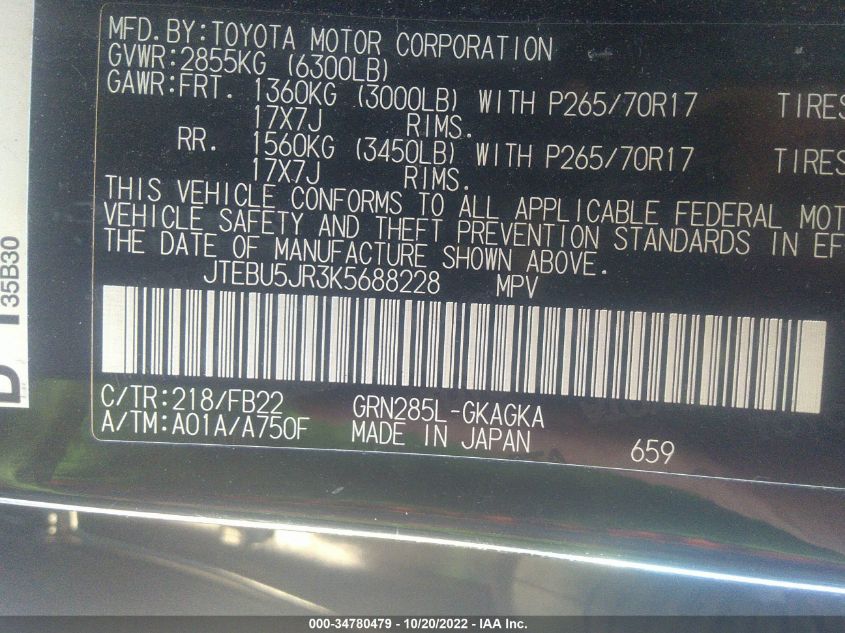 MFD. BY: TOYOTA MOTOR CORPORATION
GVWR: 2855KG (6300LB)
GAWR: FRT. 1360KG (3000LB) WITH P265/70R17 TIRES
17X7J RIMS.
RR. 1560KG (3450LB) WITH P265/70R17 TIRES
17X7J RIMS.
THIS VEHICLE CONFORMS TO ALL APPLICABLE FEDERAL MOT
VEHICLE SAFETY AND THEFT PREVENTION STANDARDS IN EF
THE DATE OF MANUFACTURE SHOWN ABOVE.
JTEBU5JR3K5688228 MPV
C/TR: 218/FB22 GRN285L-GKAGKA
A/TM: A01A/A750F MADE IN JAPAN 659
35B30
000-34780479 - 10/20/2022 - IAA Inc.